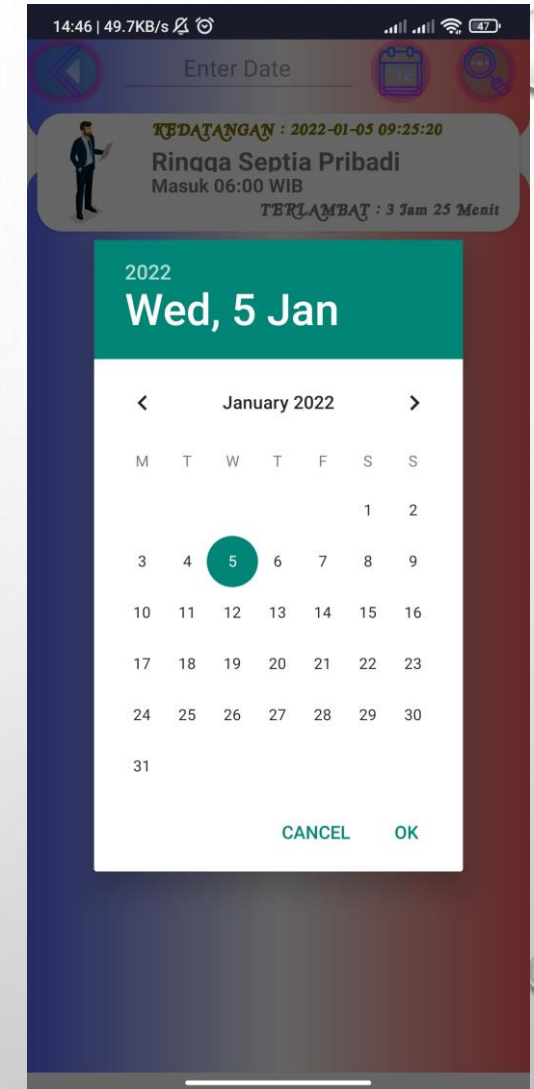 14:46 | 49.7KB/s 47
Enter Date
KEDATANGAN : 2022-01-05 09:25:20
Ringga Septia Pribadi
Masuk 06:00 WIB
TERLAMBAT : 3 Jam 25 Menit
2022
Wed, 5 Jan
January 2022
M T W T F S S
1 2
3 4 5 6 7 8 9
10 11 12 13 14 15 16
17 18 19 20 21 22 23
24 25 26 27 28 29 30
31
CANCEL OK